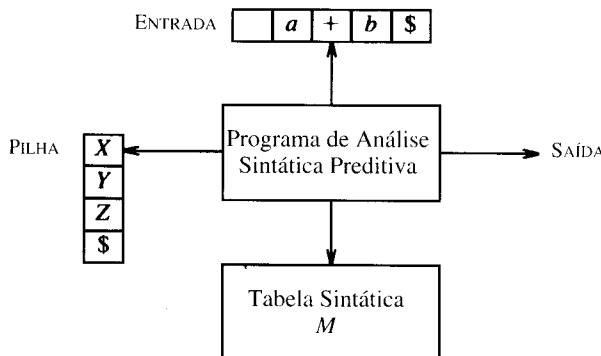 ENTRADA a + b $
PILHA
X
Y
Z
$
Programa de Análise
Sintática Preditiva
SAÍDA
Tabela Sintática
M